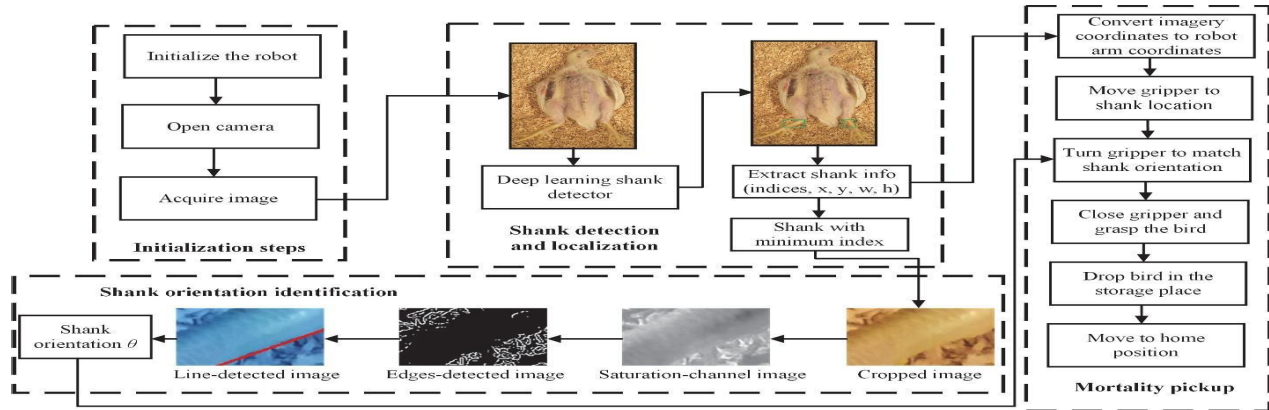 Initialize the robot
Open camera
Acquire image
Initialization steps
Deep learning shank
detector
Extract shank info
(indices, x, y, w, h)
Shank with
minimum index
Shank detection
and localization
Convert imagery
coordinates to robot
arm coordinates
Move gripper to
shank location
Turn gripper to match
shank orientation
Close gripper and
grasp the bird
Drop bird in the
storage place
Move to home
position
Mortality pickup
Shank orientation identification
Shank
orientation θ
Line-detected image
Edges-detected image
Saturation-channel image
Cropped image